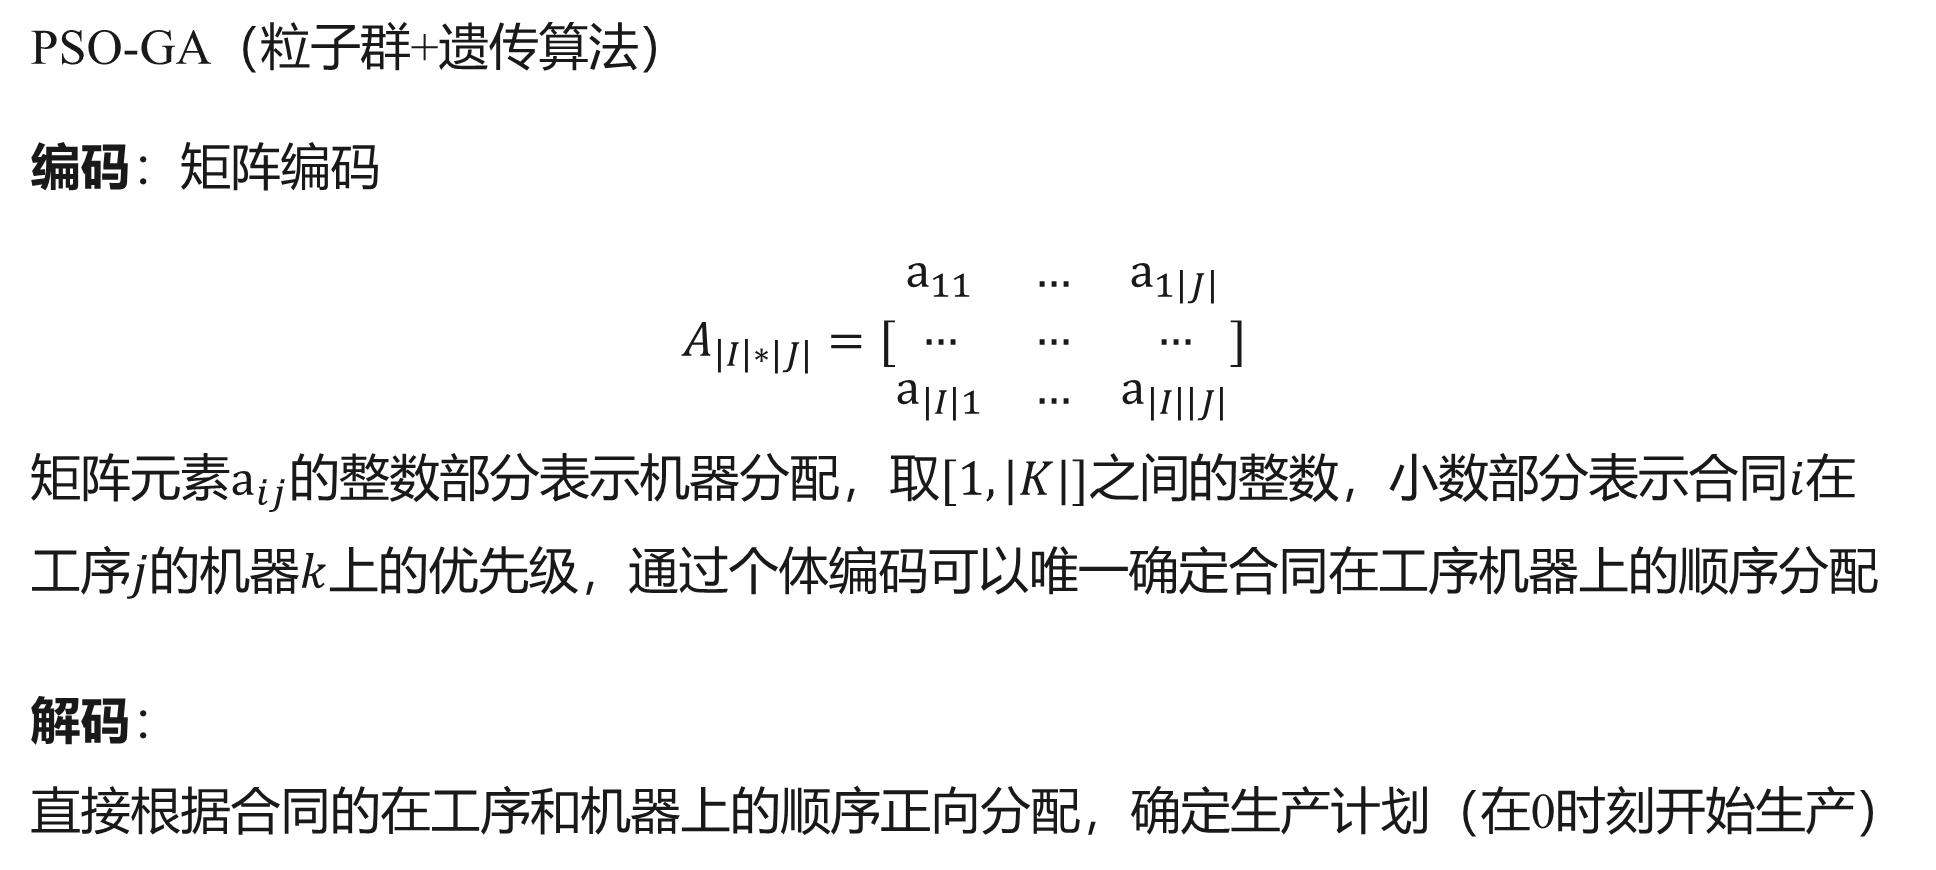 PSO-GA（粒子群+遗传算法）
编码：矩阵编码
a11 ... a1|J|
A|I|*|J| = [ ... ... ... ]
a|I|1 ... a|I||J|
矩阵元素aij的整数部分表示机器分配，取[1,|K|]之间的整数，小数部分表示合同i在
工序j的机器k上的优先级，通过个体编码可以唯一确定合同在工序机器上的顺序分配
解码：
直接根据合同的在工序和机器上的顺序正向分配，确定生产计划（在0时刻开始生产）